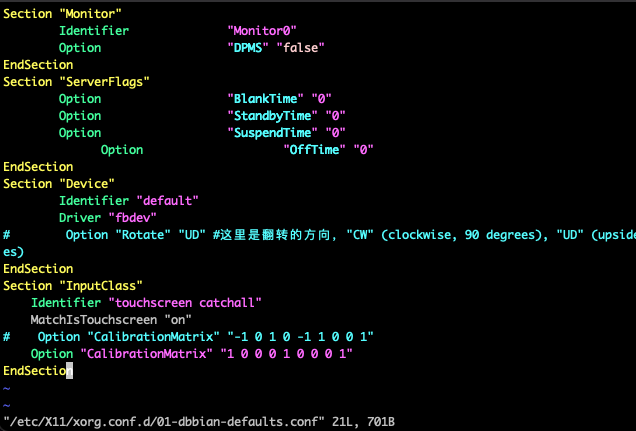 Section "Monitor"
Identifier "Monitor0"
Option "DPMS" "false"
EndSection
Section "ServerFlags"
Option "BlankTime" "0"
Option "StandbyTime" "0"
Option "SuspendTime" "0"
Option "OffTime" "0"
EndSection
Section "Device"
Identifier "default"
Driver "fbdev"
# Option "Rotate" "UD" #这里是翻转的方向, "CW" (clockwise, 90 degrees), "UD" (upside
es)
EndSection
Section "InputClass"
Identifier "touchscreen catchall"
MatchIsTouchscreen "on"
# Option "CalibrationMatrix" "-1 0 1 0 -1 1 0 0 1"
Option "CalibrationMatrix" "1 0 0 0 1 0 0 0 1"
EndSection
~
~
"/etc/X11/xorg.conf.d/01-dbbian-defaults.conf" 21L, 701B